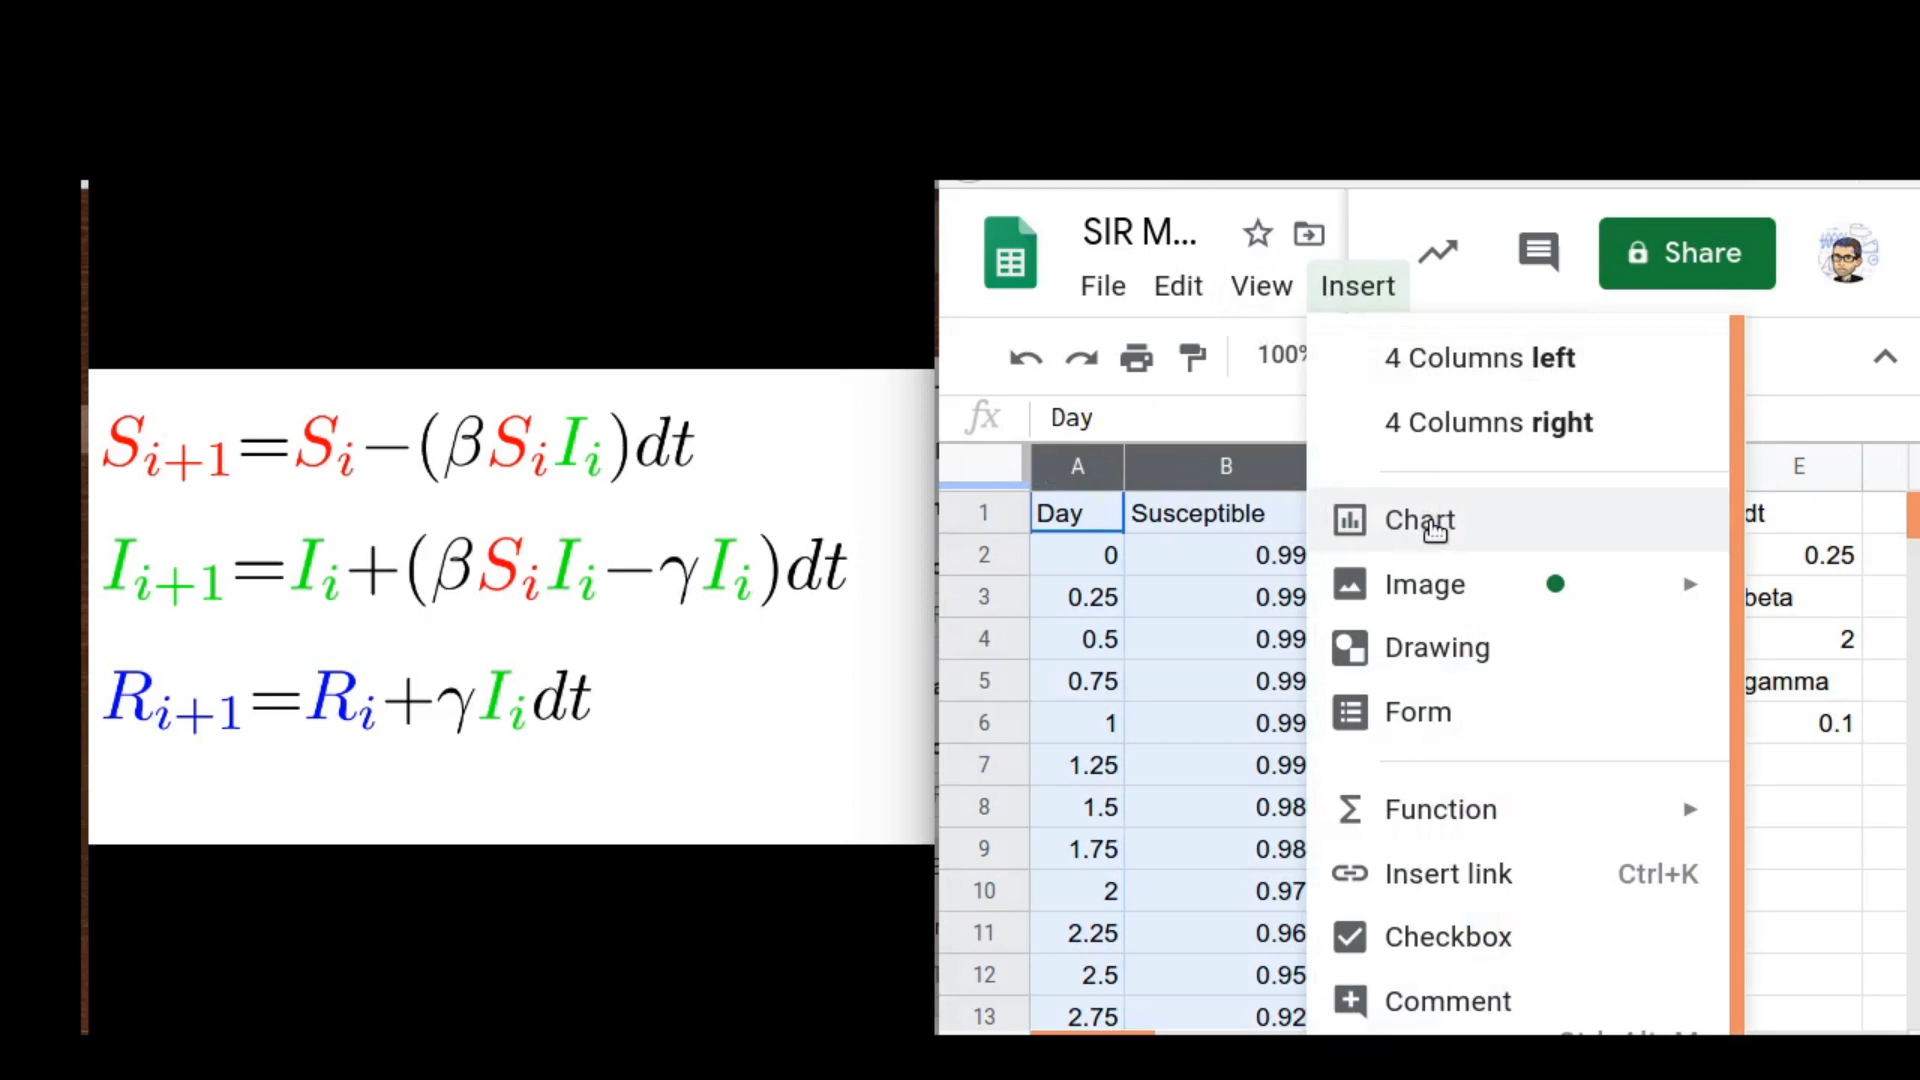 S_{i+1}=S_i-(βS_iI_i)dt
I_{i+1}=I_i+(βS_iI_i-γI_i)dt
R_{i+1}=R_i+γI_idt
SIR M...
Share
File Edit View Insert
100%
fx Day
4 Columns left
4 Columns right
Chart
Image
Drawing
Form
Function
Insert link Ctrl+K
Checkbox
Comment
A B E
1 Day Susceptible dt
2 0 0.99 0.25
3 0.25 0.99 beta
4 0.5 0.99 2
5 0.75 0.99 gamma
6 1 0.99 0.1
7 1.25 0.99
8 1.5 0.98
9 1.75 0.98
10 2 0.97
11 2.25 0.96
12 2.5 0.95
13 2.75 0.92